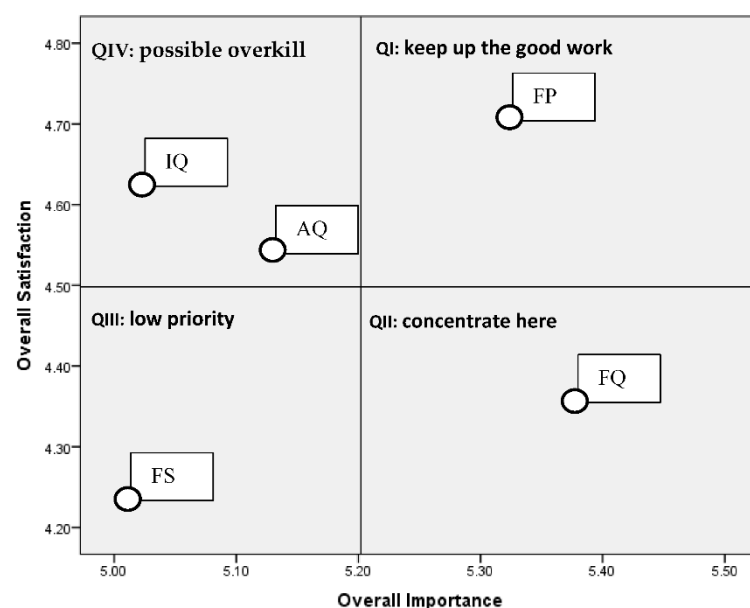 4.80
QIV: possible overkill
QI: keep up the good work
FP
4.70
IQ
4.60
AQ
4.50
Overall Satisfaction
QIII: low priority
QII: concentrate here
4.40
FQ
4.30
FS
4.20
5.00
5.10
5.20
5.30
5.40
5.50
Overall Importance